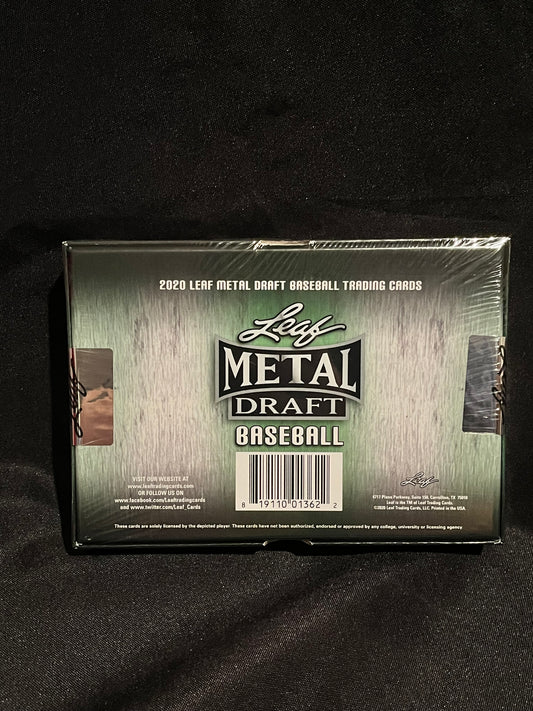 2020 LEAF METAL DRAFT BASEBALL TRADING CARDS
Leaf
METAL
DRAFT
BASEBALL
VISIT OUR WEBSITE AT
www.leaftradingcards.com
OR FOLLOW US ON
www.facebook.com/Leaftradingcards
and www.twitter.com/Leaf_Cards
8 19110 01362 2
Leaf
4717 Plano Parkway, Suite 150, Carrollton, TX 75010
Leaf is the TM of Leaf Trading Cards.
©2020 Leaf Trading Cards, LLC. Printed in the USA.
These cards are solely licensed by the depicted player. These cards have not been authorized, endorsed or approved by any college, university or licensing agency
Leaf
Leaf